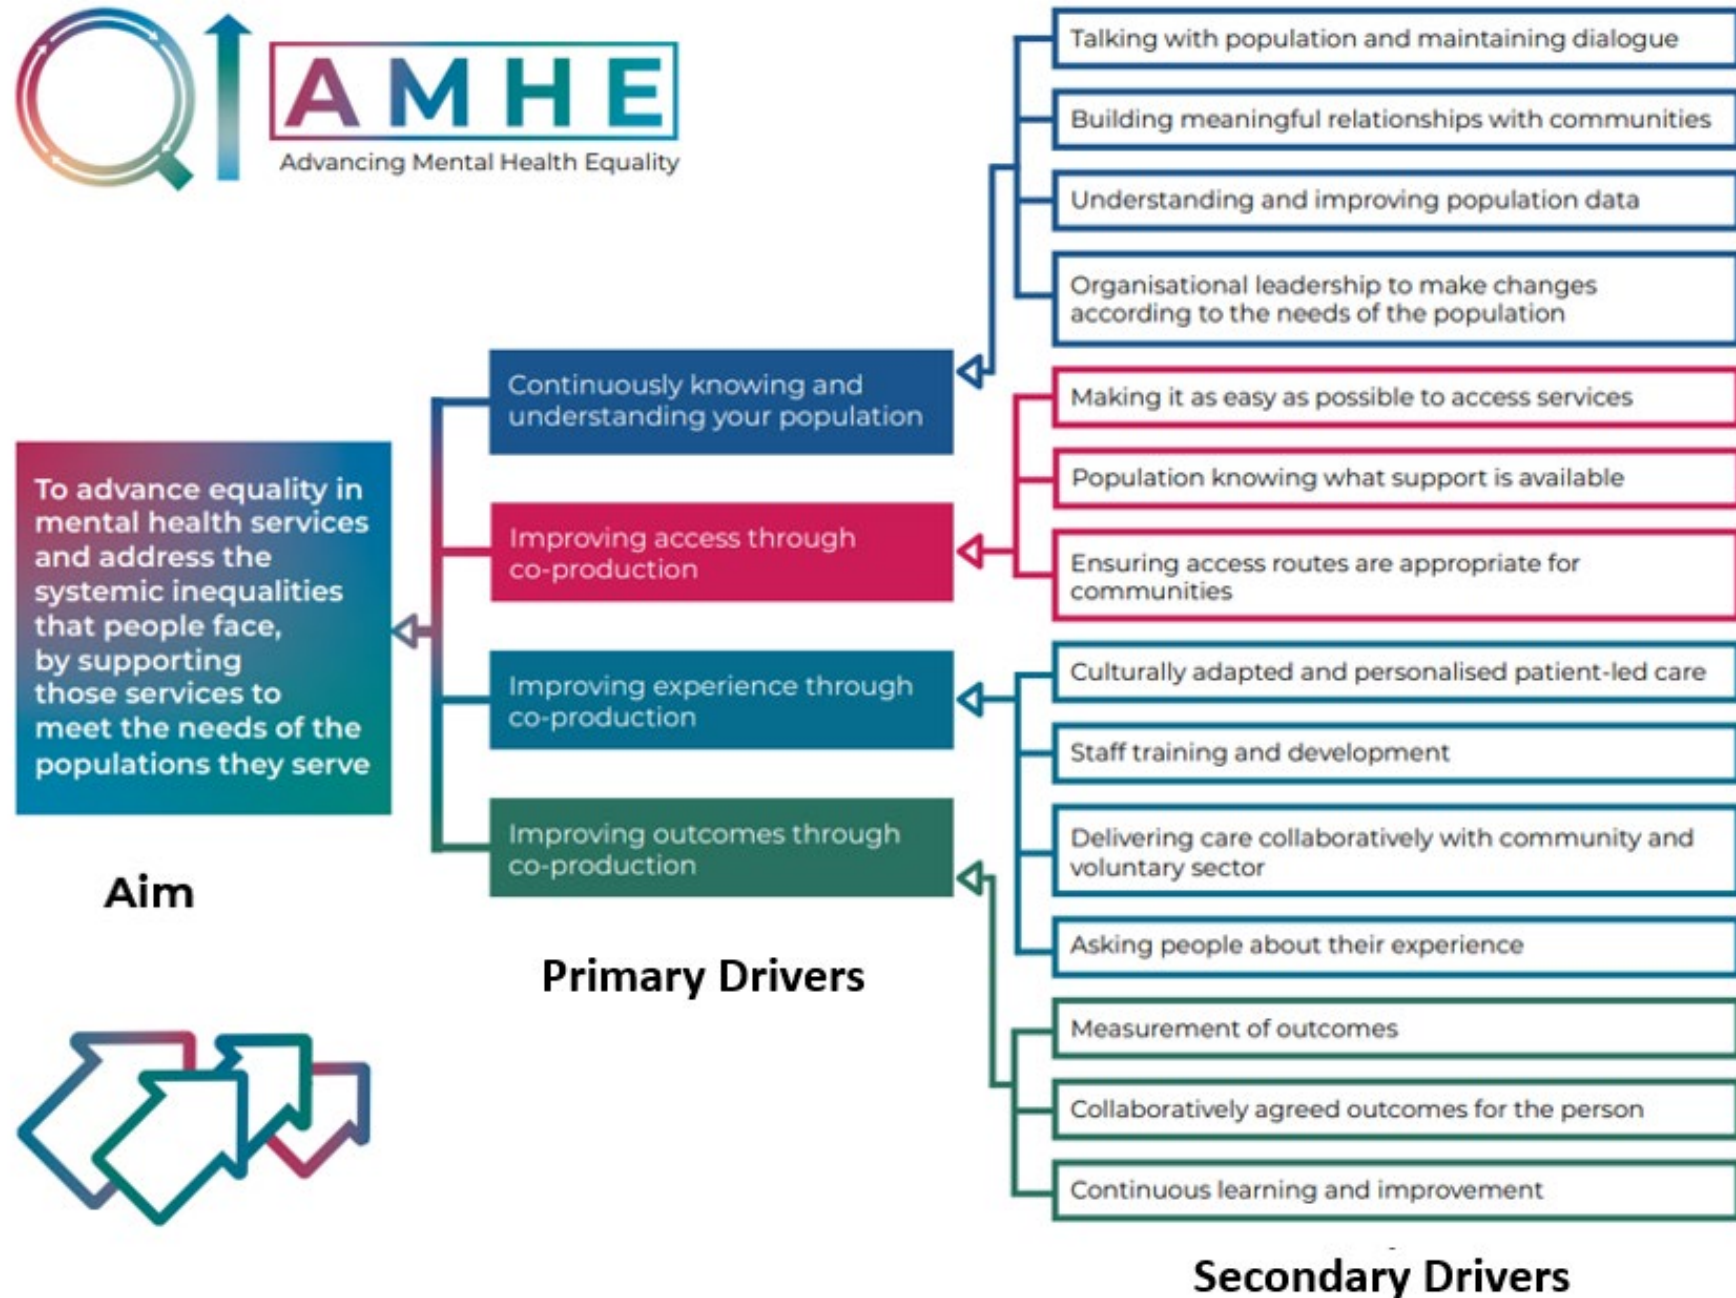 QI
AMHE
Advancing Mental Health Equality
To advance equality in
mental health services
and address the
systemic inequalities
that people face,
by supporting
those services to
meet the needs of the
populations they serve
Aim
Continuously knowing and
understanding your population
Improving access through
co-production
Improving experience through
co-production
Improving outcomes through
co-production
Primary Drivers
Talking with population and maintaining dialogue
Building meaningful relationships with communities
Understanding and improving population data
Organisational leadership to make changes
according to the needs of the population
Making it as easy as possible to access services
Population knowing what support is available
Ensuring access routes are appropriate for
communities
Culturally adapted and personalised patient-led care
Staff training and development
Delivering care collaboratively with community and
voluntary sector
Asking people about their experience
Measurement of outcomes
Collaboratively agreed outcomes for the person
Continuous learning and improvement
Secondary Drivers